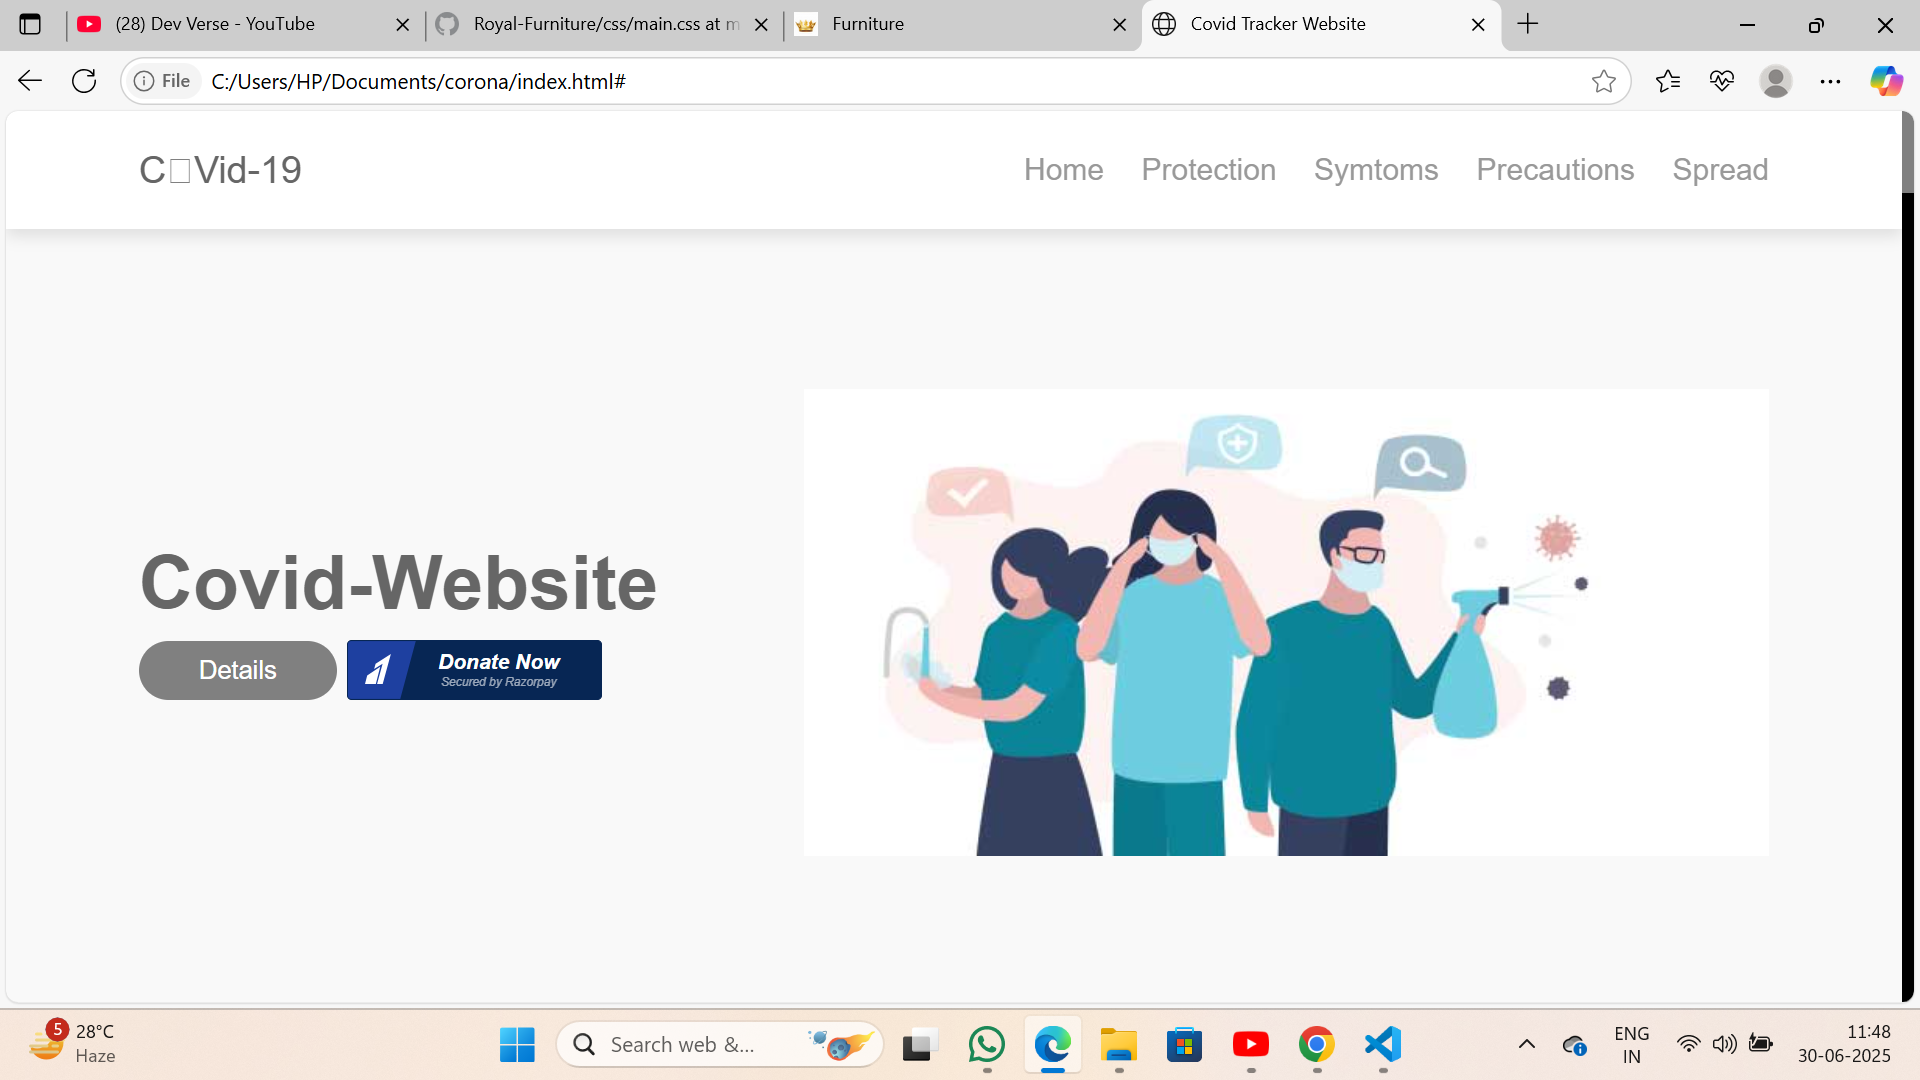 (28) Dev Verse - YouTube
Royal-Furniture/css/main.css at m
Furniture
Covid Tracker Website
File
C:/Users/HP/Documents/corona/index.html#
C□Vid-19
Home
Protection
Symtoms
Precautions
Spread
Covid-Website
Details
Donate Now
Secured by Razorpay
5
28°C
Haze
Search web &...
ENG
IN
11:48
30-06-2025